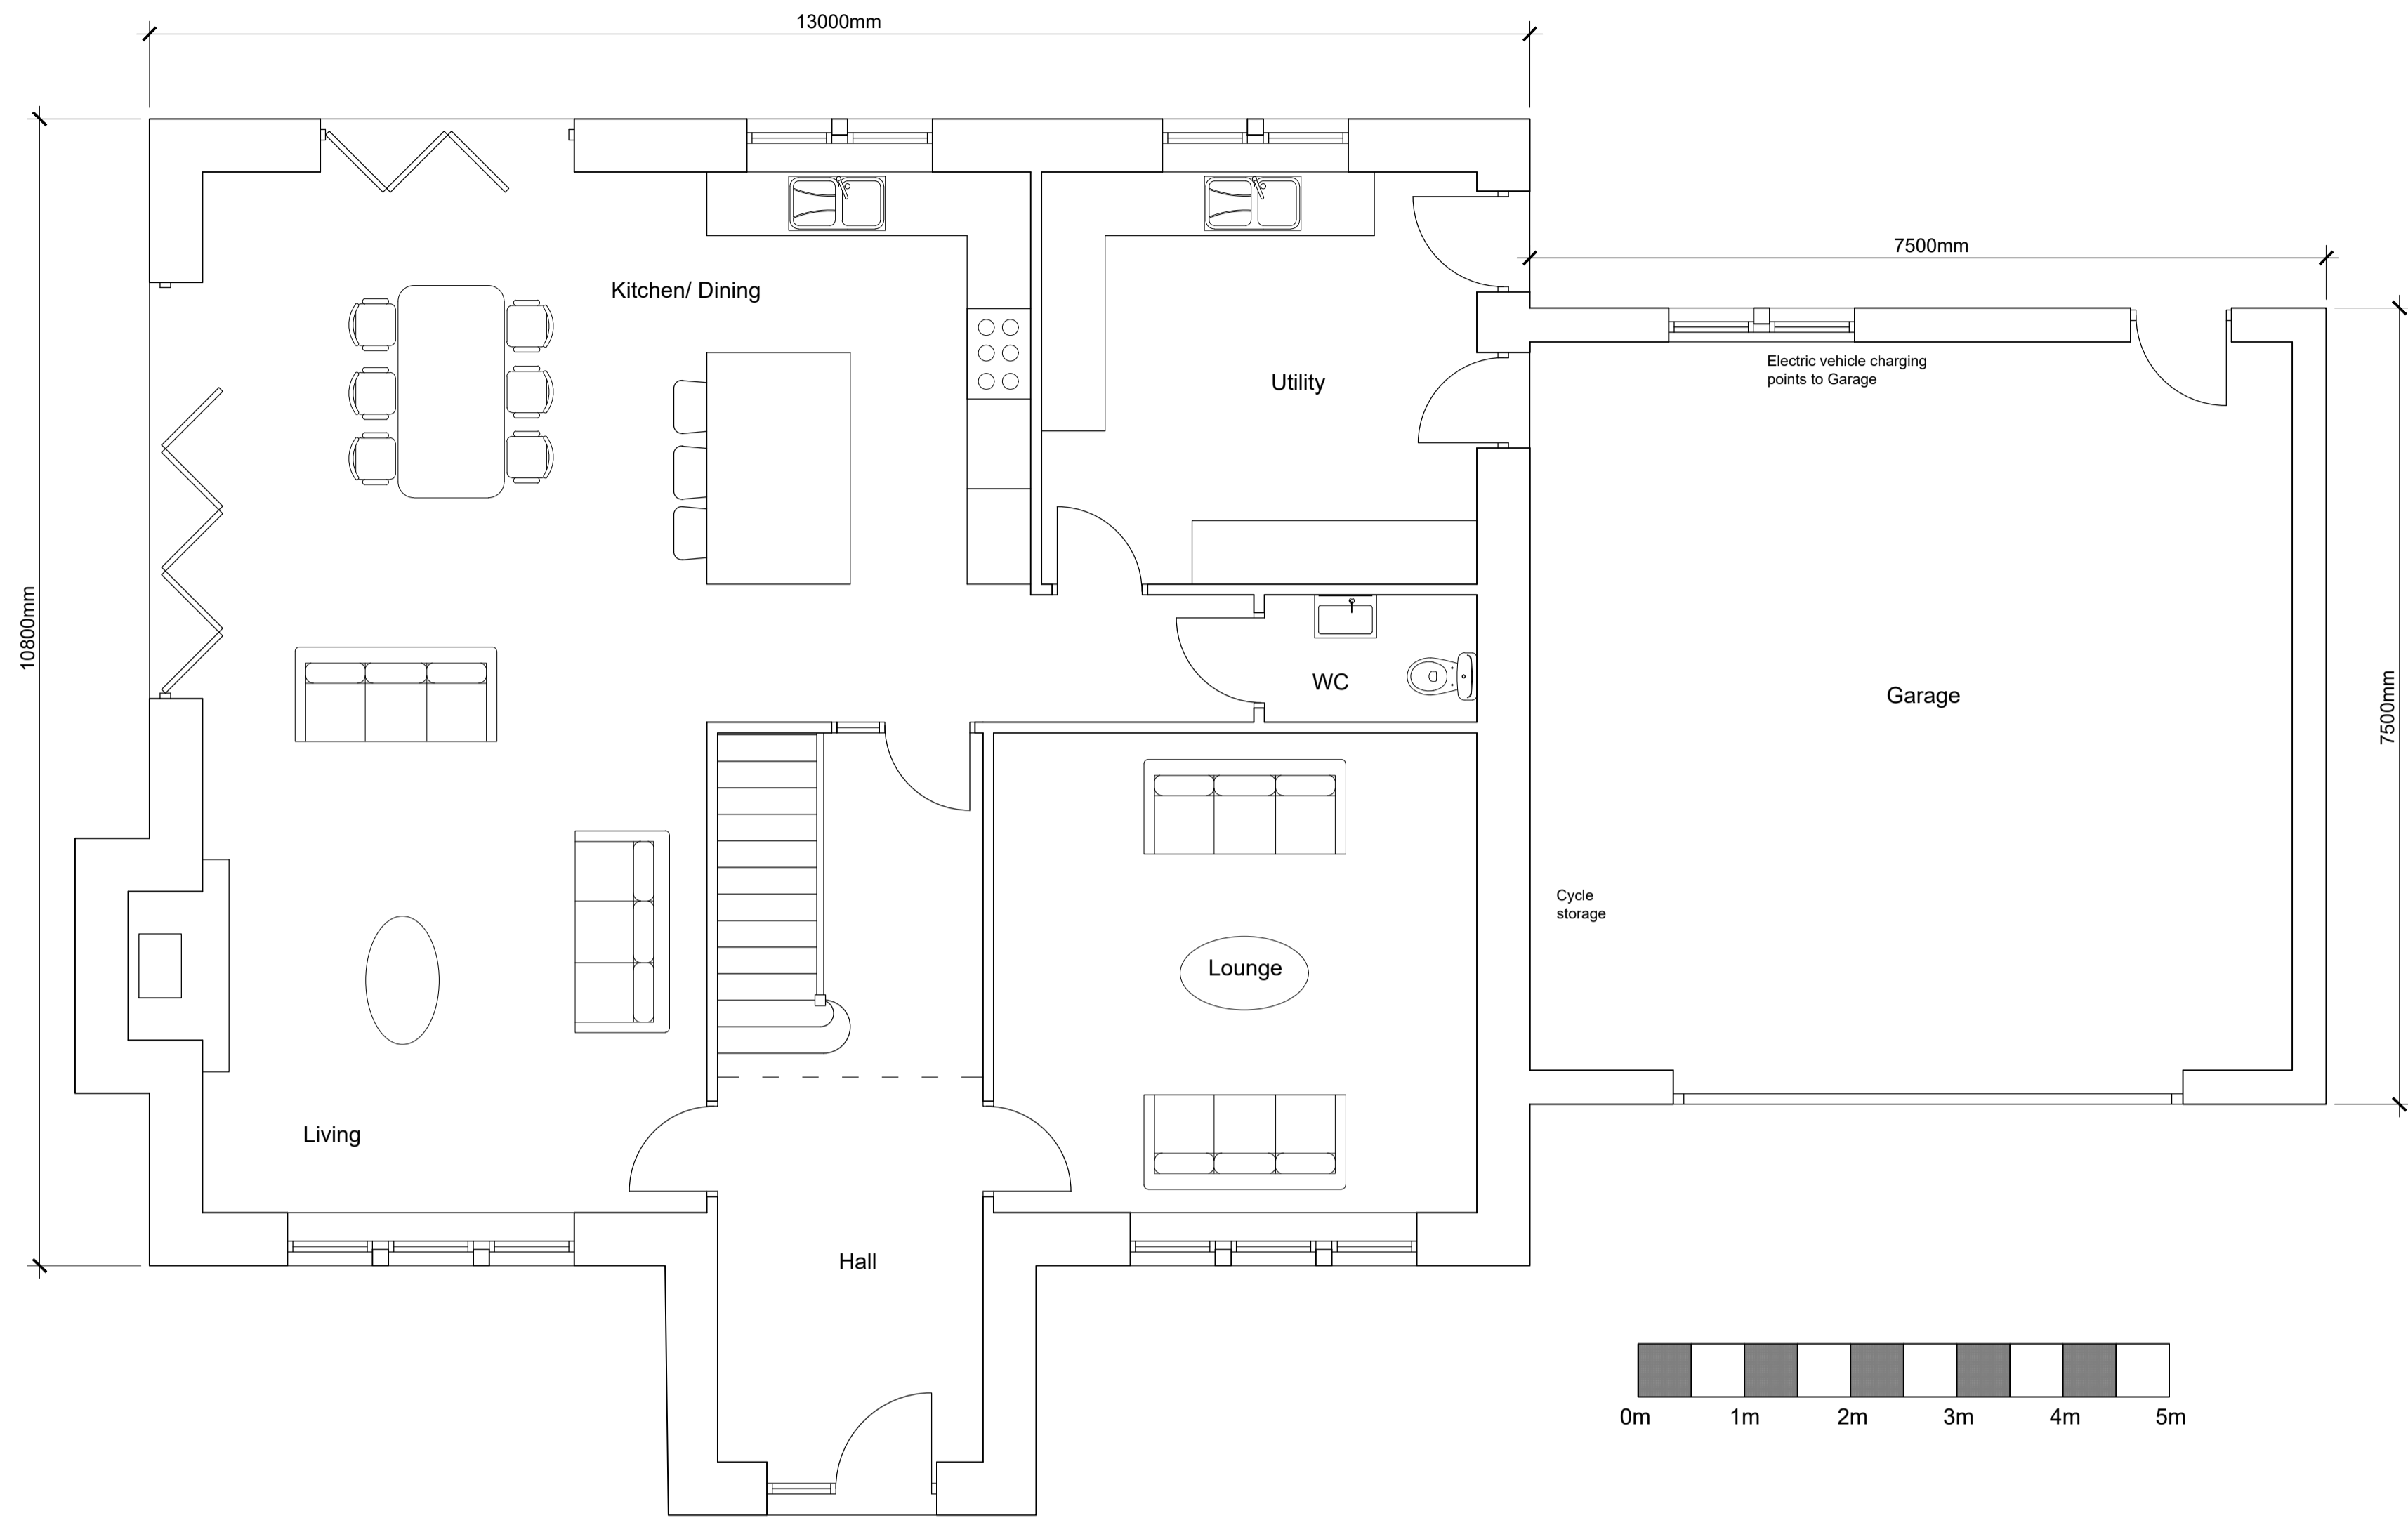 13000mm
7500mm
Kitchen/ Dining
Electric vehicle charging
points to Garage
Utility
10800mm
WC
Garage
7500mm
Cycle
storage
Lounge
Living
Hall
0m 1m 2m 3m 4m 5m